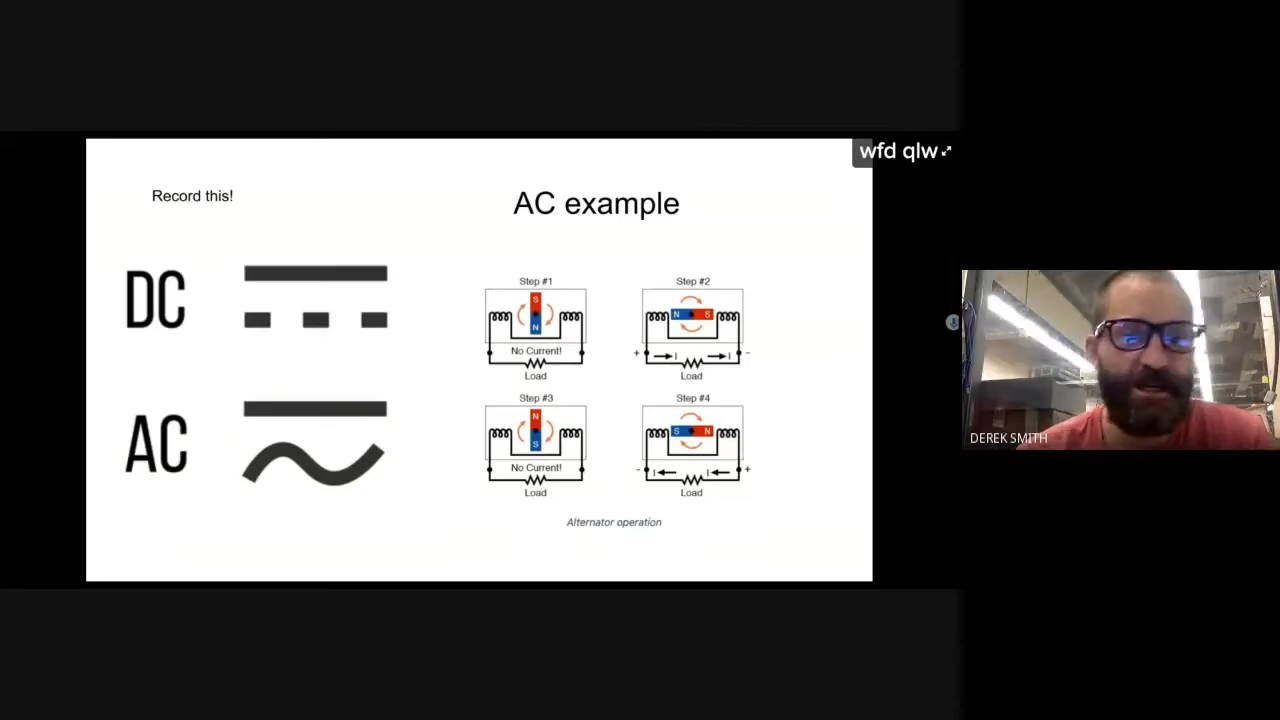 wfd qlw
Record this!
AC example
DC
AC
Step #1
S
N
No Current!
Load
Step #2
N S
+ I I -
Load
Step #3
N
S
No Current!
Load
Step #4
S N
- I I +
Load
Alternator operation
DEREK SMITH